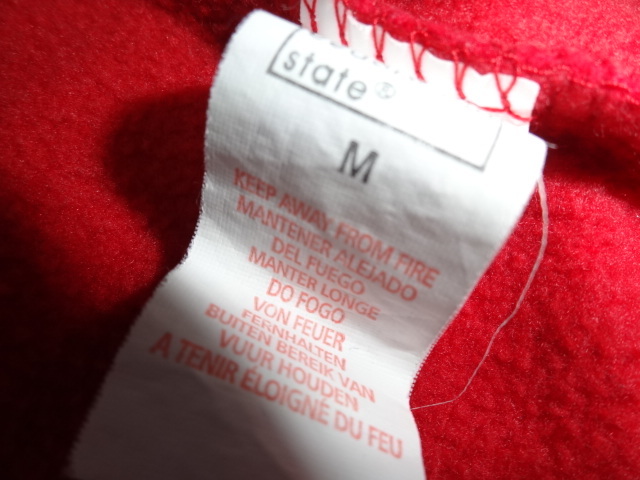 state®
M
KEEP AWAY FROM FIRE
MANTENER ALEJADO
DEL FUEGO
MANTER LONGE
DO FOGO
VON FEUER
FERNHALTEN
BUITEN BEREIK VAN
VUUR HOUDEN
A TENIR ÉLOIGNÉ DU FEU